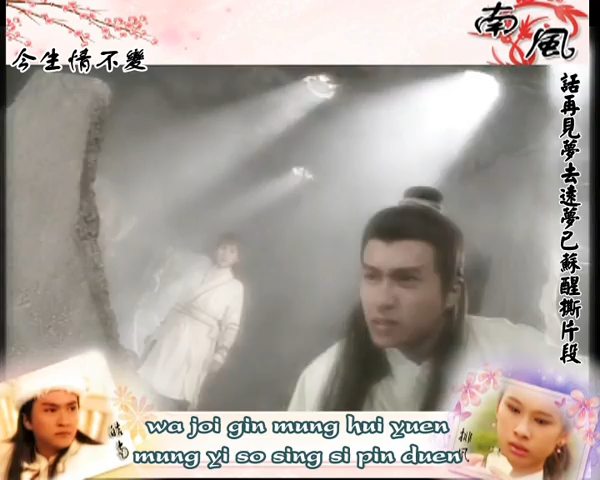 今生情不變
南風
話再見夢去遠夢已蘇醒撕片段
wa joi gin mung hui yuen
mung yi so sing si pin duen